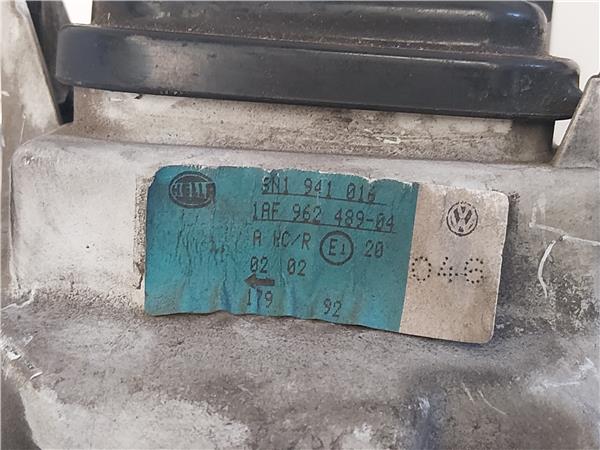 HELLA
3N1 941 016
1AF 962 489-04
A HC/R E1 20
02 02
179 92
046